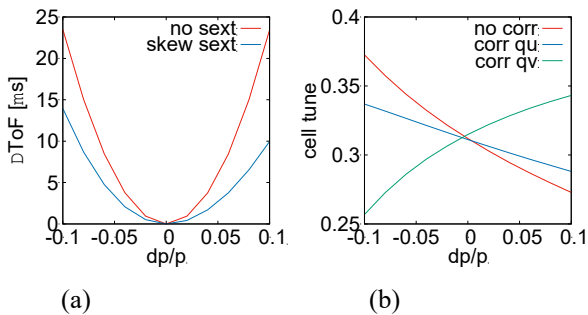 25
20
15
10
5
0
DToF [ms]
no sext
skew sext
-0.1 -0.05 0 0.05 0.1
dp/p
(a)
0.4
0.35
0.3
0.25
cell tune
no corr
corr qu
corr qv
-0.1 -0.05 0 0.05 0.1
dp/p
(b)